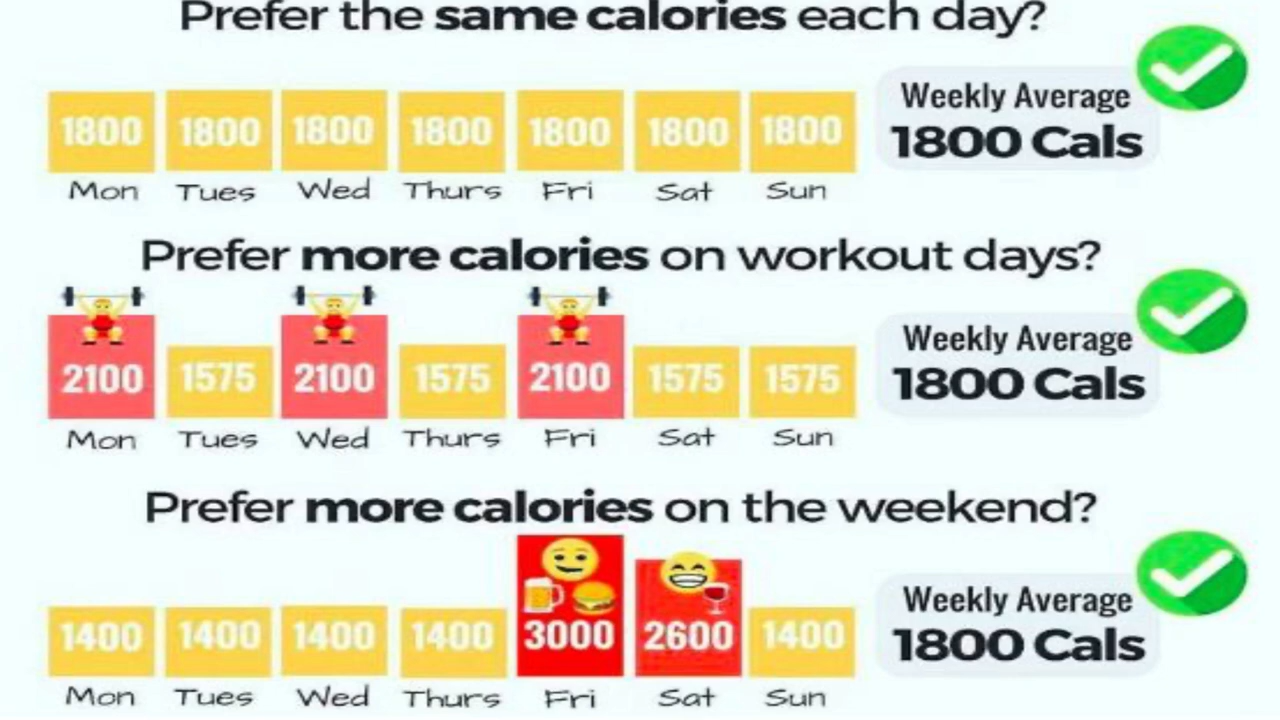 Prefer the same calories each day?
1800 1800 1800 1800 1800 1800 1800
Mon Tues Wed Thurs Fri Sat Sun
Weekly Average
1800 Cals
Prefer more calories on workout days?
2100 1575 2100 1575 2100 1575 1575
Mon Tues Wed Thurs Fri Sat Sun
Weekly Average
1800 Cals
Prefer more calories on the weekend?
1400 1400 1400 1400 3000 2600 1400
Mon Tues Wed Thurs Fri Sat Sun
Weekly Average
1800 Cals